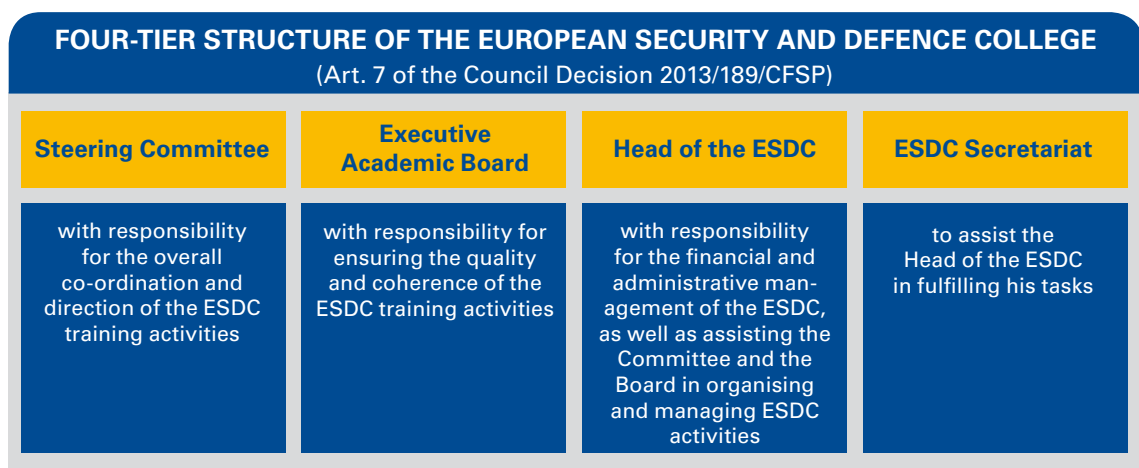 FOUR-TIER STRUCTURE OF THE EUROPEAN SECURITY AND DEFENCE COLLEGE
(Art. 7 of the Council Decision 2013/189/CFSP)
Steering Committee
with responsibility
for the overall
co-ordination and
direction of the ESDC
training activities
Executive
Academic Board
with responsibility for
ensuring the quality
and coherence of the
ESDC training activities
Head of the ESDC
with responsibility
for the financial and
administrative man-
agement of the ESDC,
as well as assisting the
Committee and the
Board in organising
and managing ESDC
activities
ESDC Secretariat
to assist the
Head of the ESDC
in fulfilling his tasks